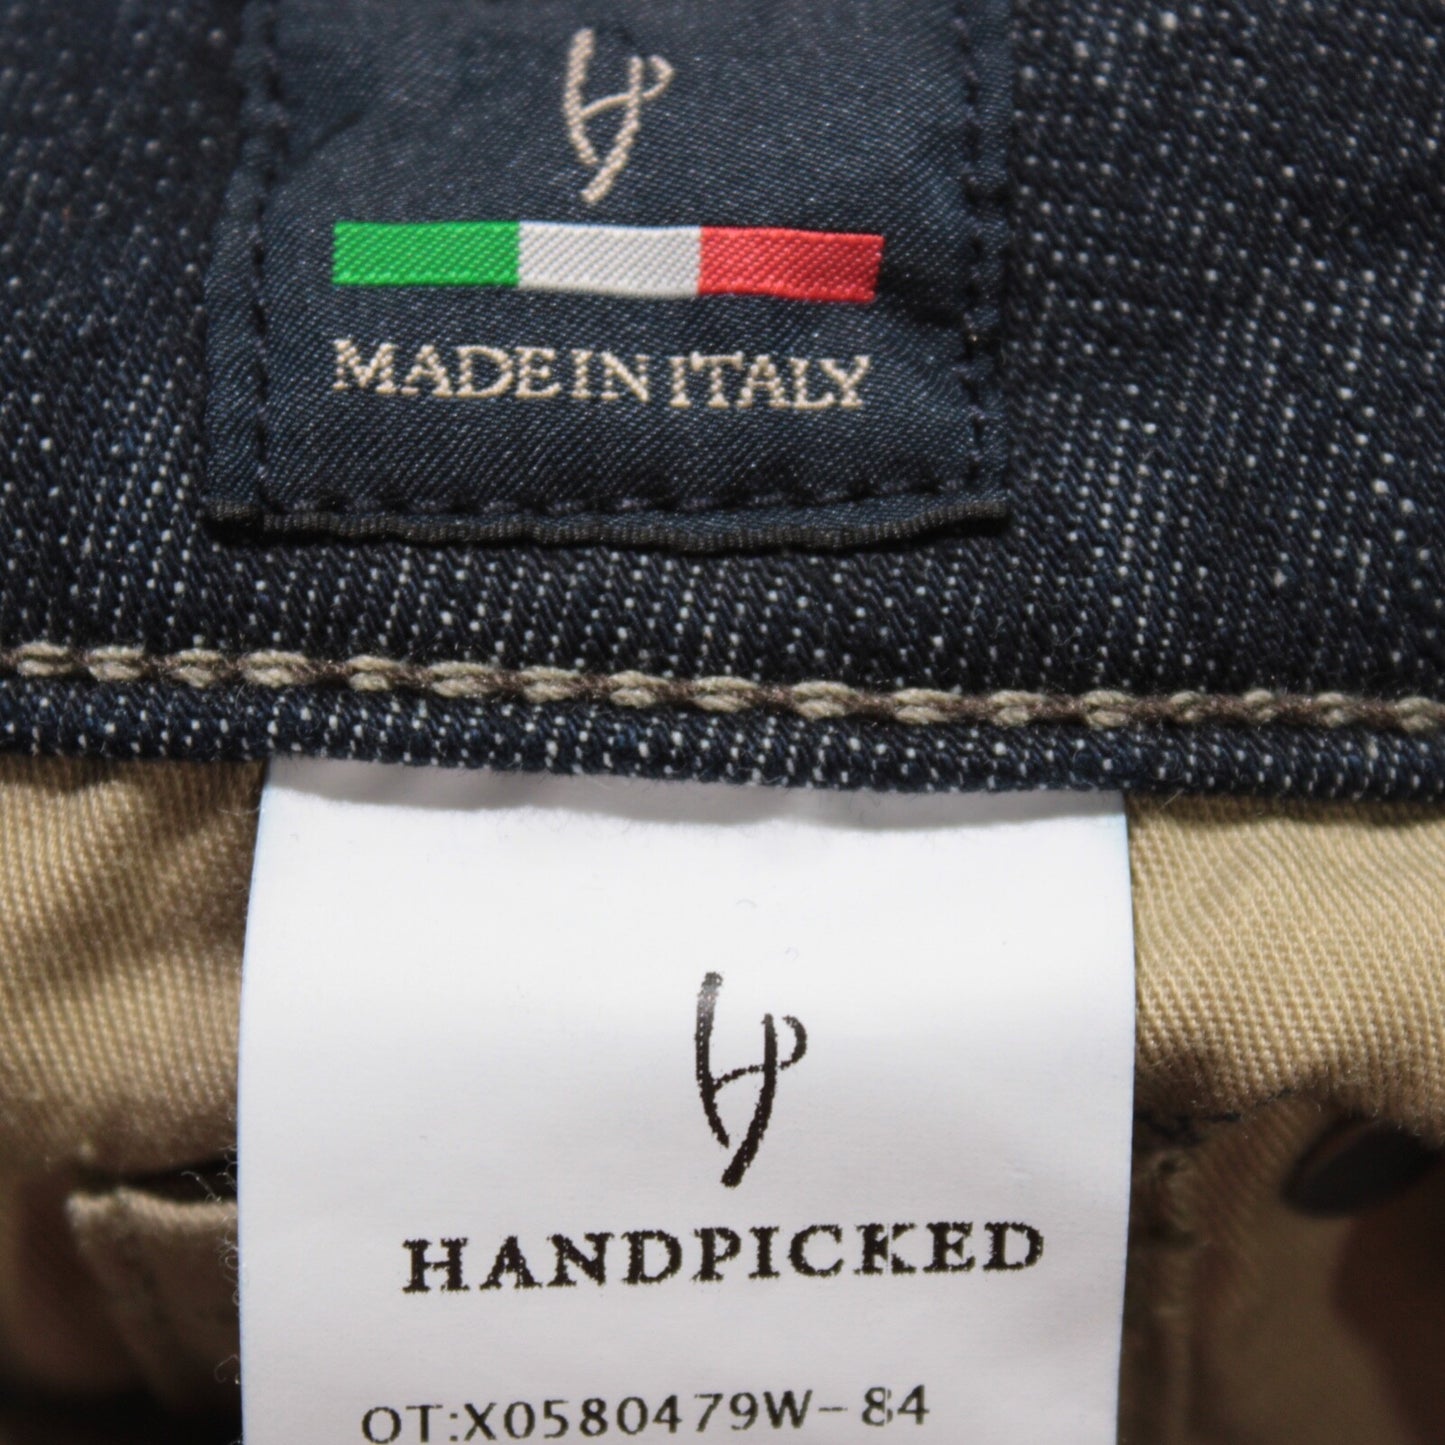 MADE IN ITALY
HANDPICKED
OT:X0580479W-84